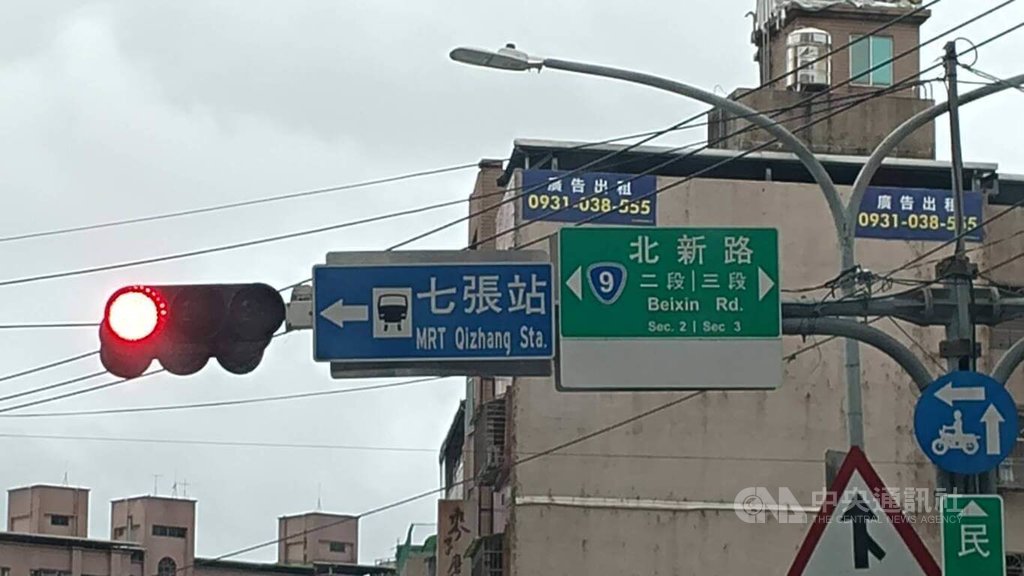 廣告出租
0931-038-555
廣告出租
0931-038-555
七張站
MRT Qizhang Sta.
北新路
9
二段|三段
Beixin Rd.
Sec. 2 | Sec 3
CNA 中央通訊社
THE CENTRAL NEWS AGENCY
民